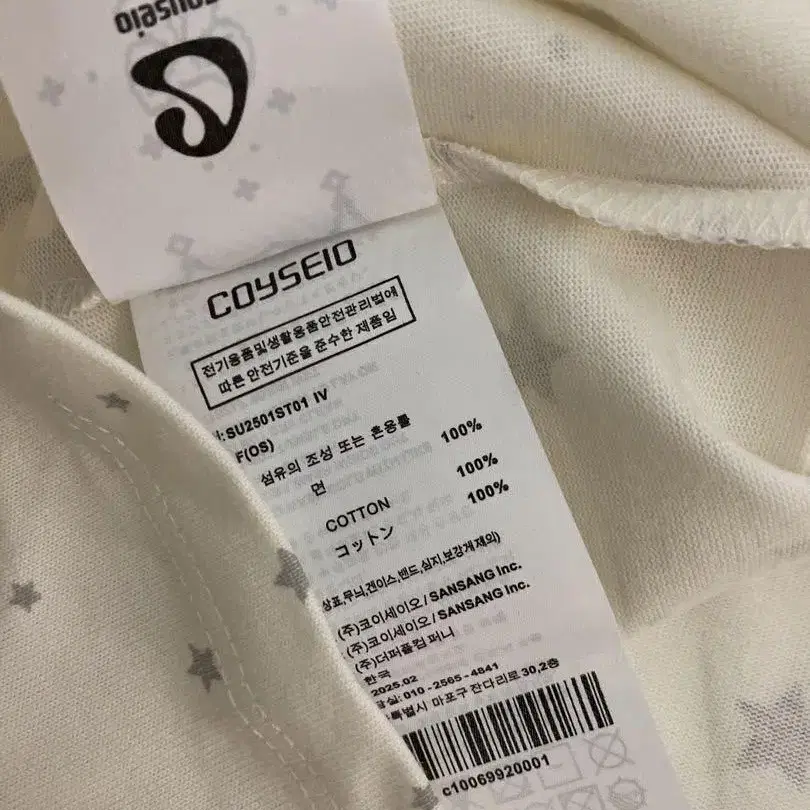 coyseio
COYSEIO
전기용품및생활용품안전관리법에
따른 안전기준을 준수한 제품임
: SU2501ST01 IV
F(OS)
섬유의 조성 또는 혼용률
면 100%
COTTON 100%
コットン 100%
상표,무늬,겐이스,밴드,심지,보강게제외)
(주)코이세이오 / SANSANG Inc.
(주)코이세이오 / SANSANG Inc.
(주)더퍼플컴퍼니
한국
2025.02
담실: 010-2565-4841
특별시 마포구 잔다리로 30,2층
c10069920001